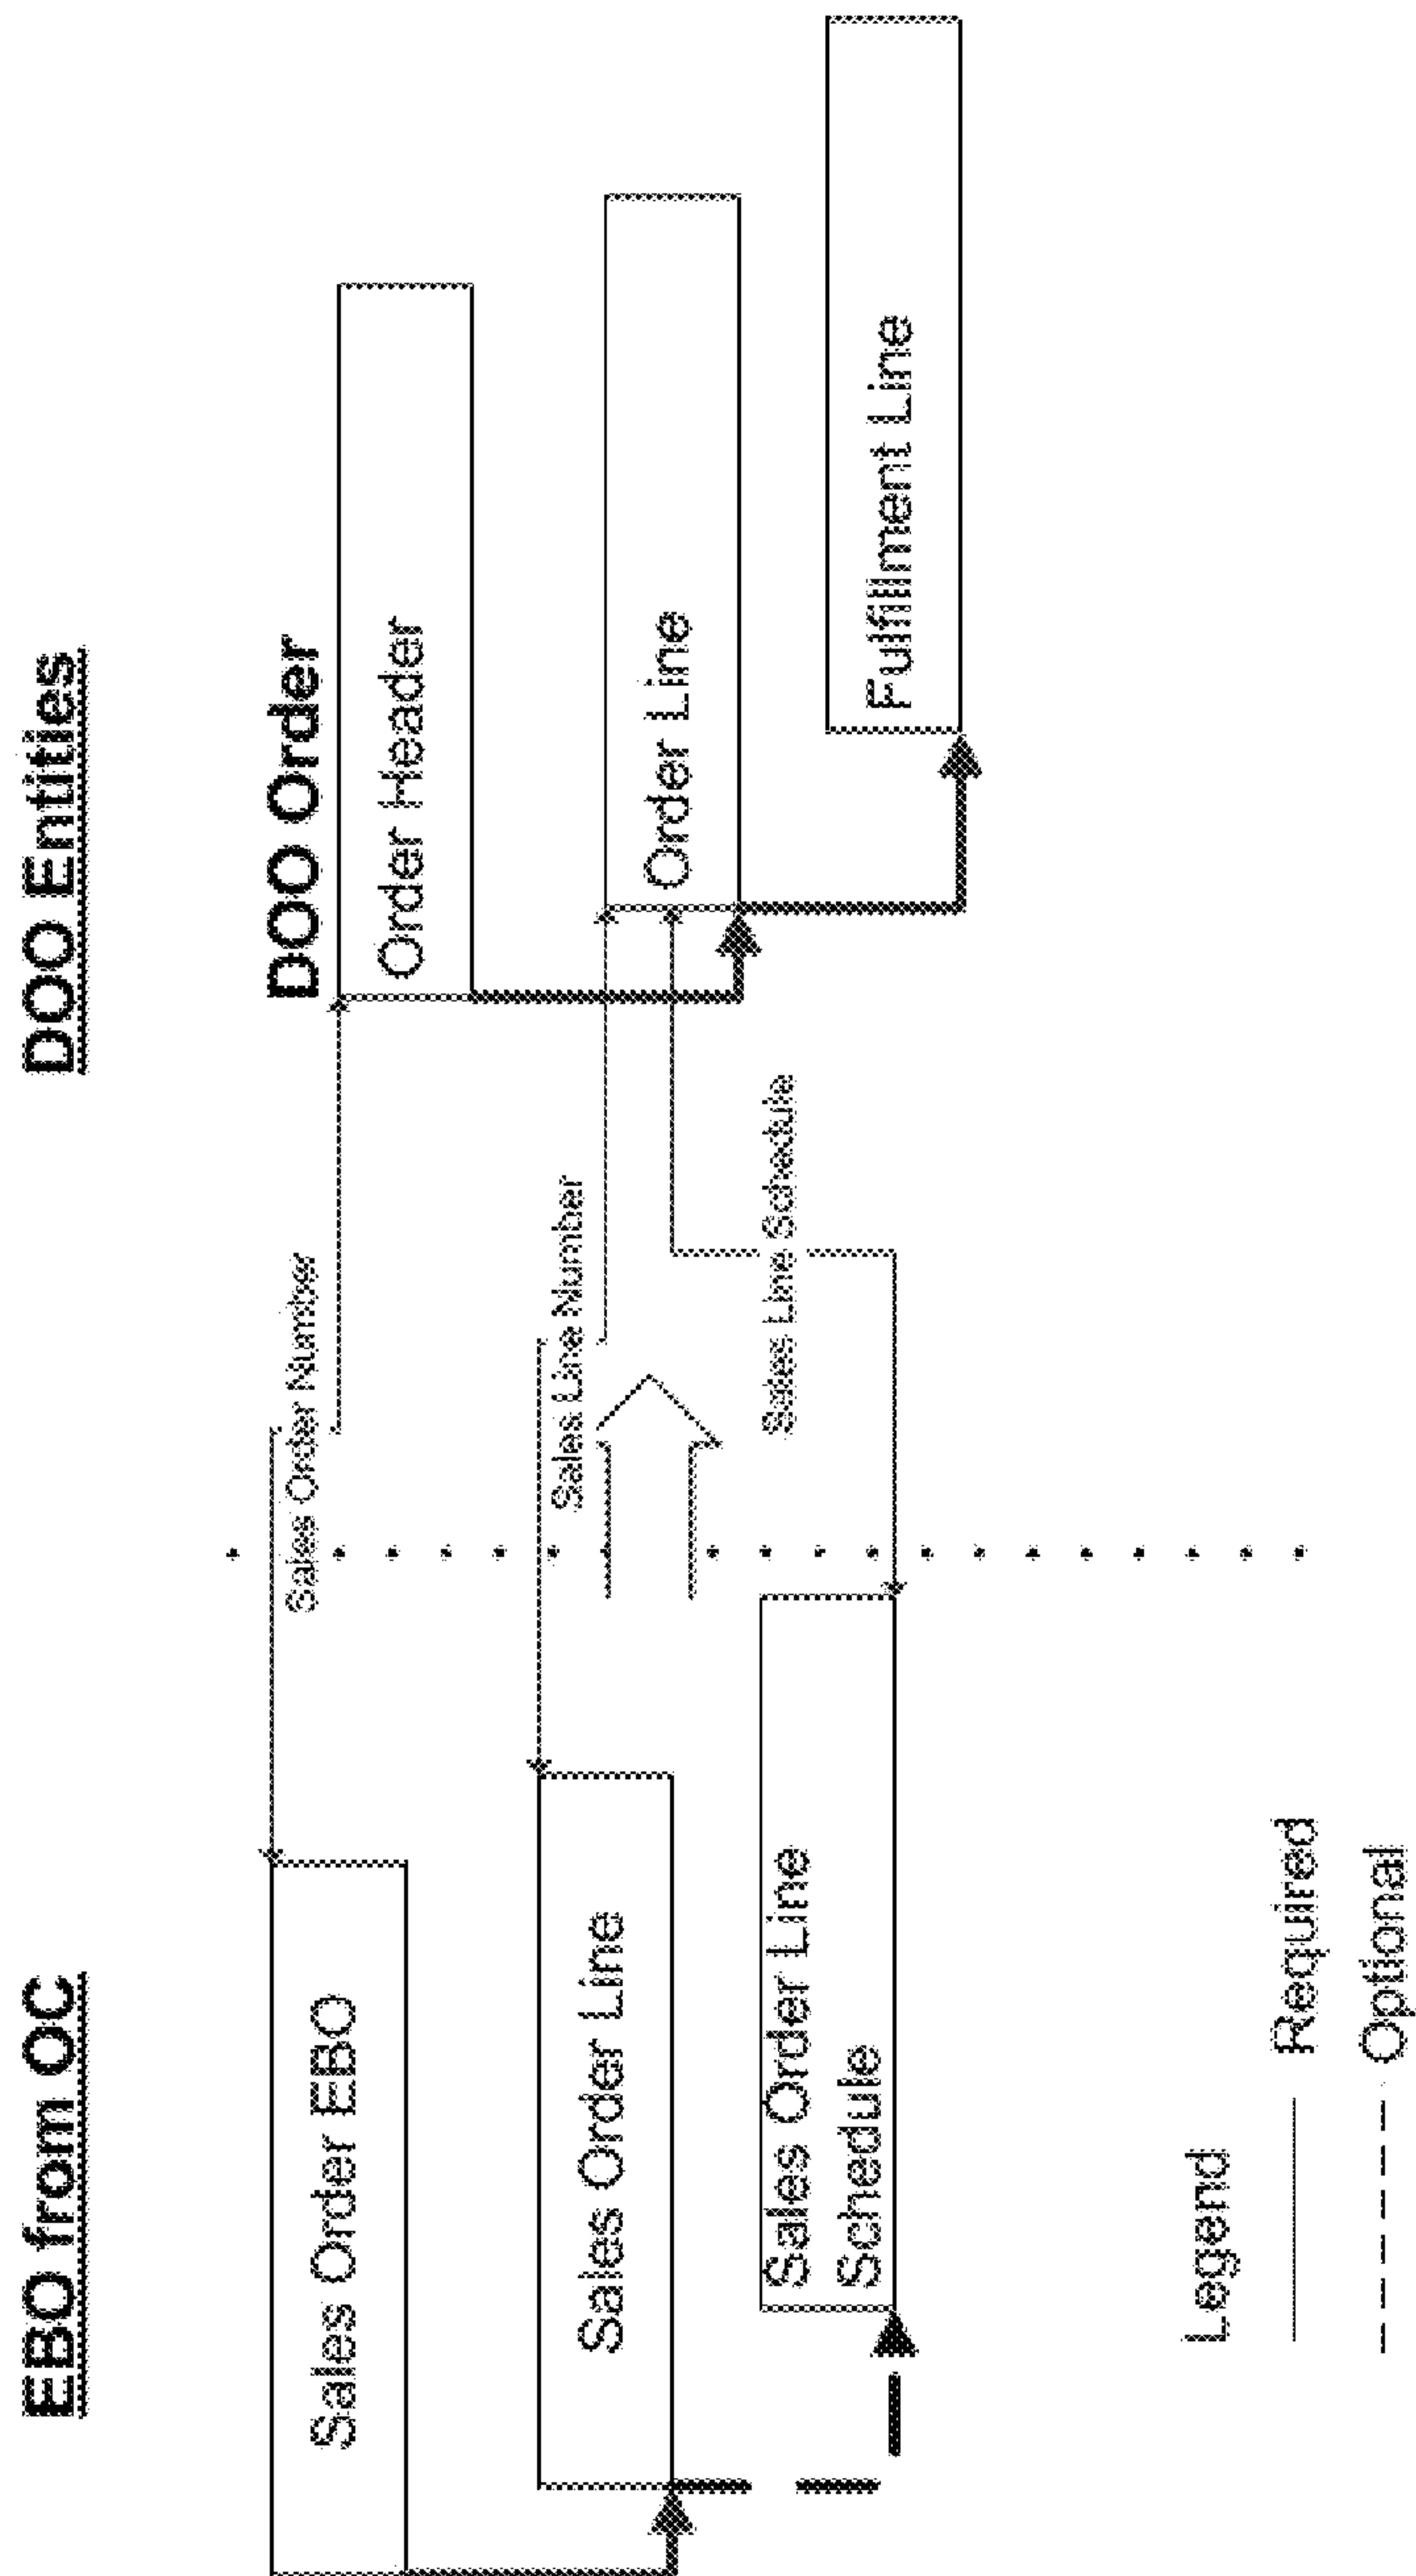 EBO from OC
DOO Entities
Sales Order EBO
Sales Order Number
DOO Order
Order Header
Sales Order Line
Sales Line Number
Order Line
Sales Order Line
Schedule
Sales Line Schedule
Fulfillment Line
Legend
Required
Optional